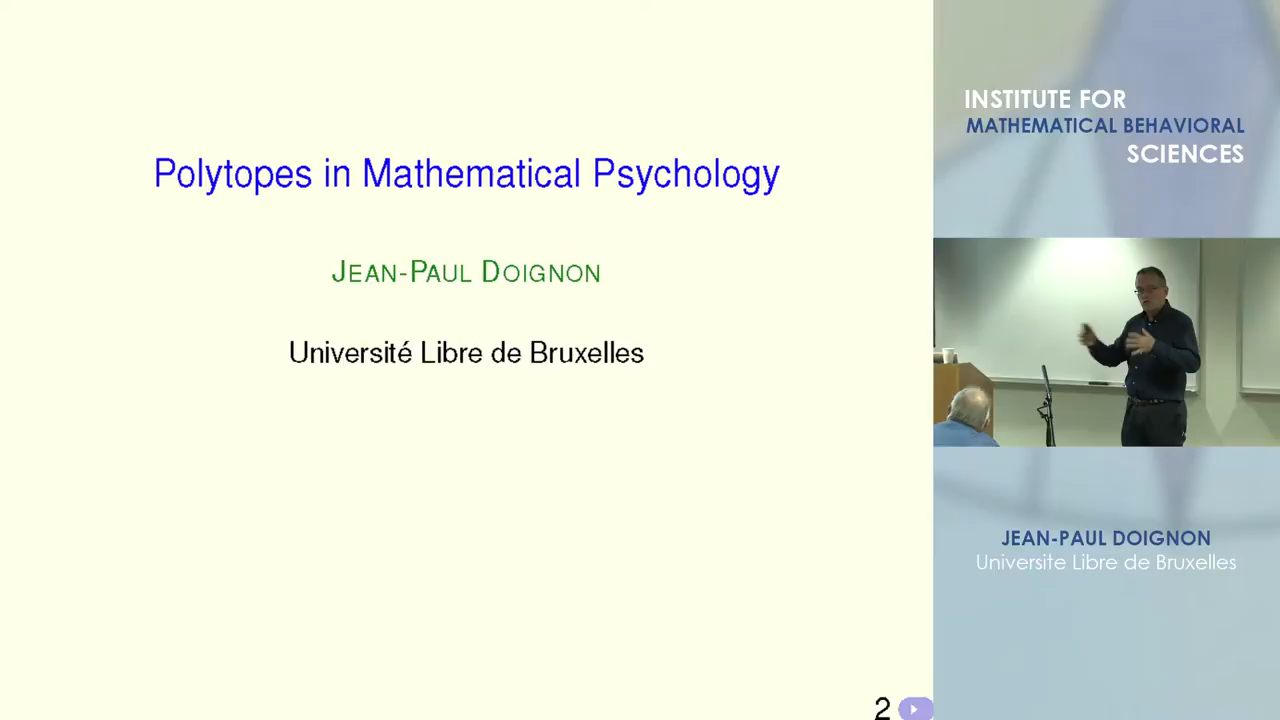 Polytopes in Mathematical Psychology
JEAN-PAUL DOIGNON
Université Libre de Bruxelles
2
INSTITUTE FOR
MATHEMATICAL BEHAVIORAL
SCIENCES
JEAN-PAUL DOIGNON
Universite Libre de Bruxelles